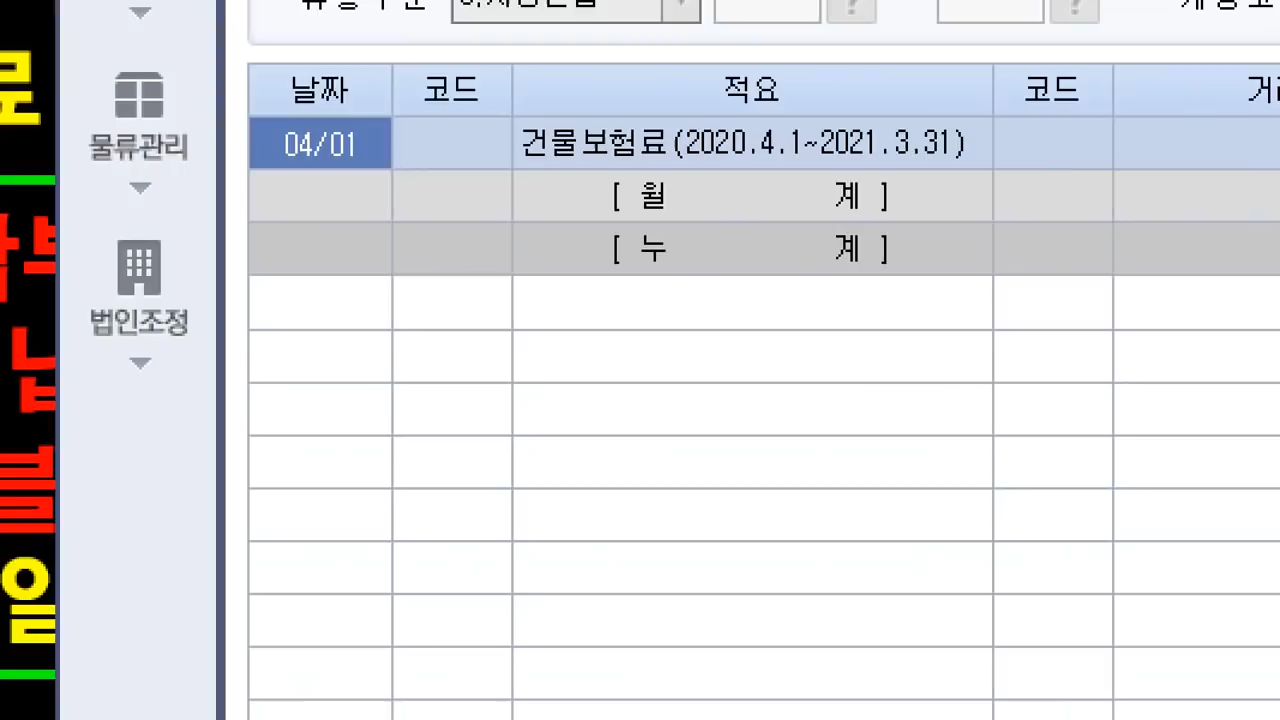 날짜 코드 적요 코드
물류관리
04/01 건물보험료(2020.4.1~2021.3.31)
[ 월 계 ]
[ 누 계 ]
법인조정
일